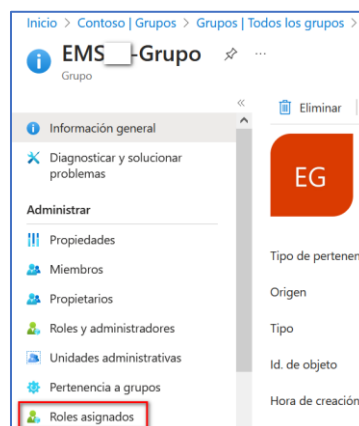 Inicio > Contoso | Grupos > Grupos | Todos los grupos >
EMS -Grupo
Grupo
Eliminar
Información general
Diagnosticar y solucionar
problemas
EG
Administrar
Propiedades
Miembros
Propietarios
Roles y administradores
Unidades administrativas
Pertenencia a grupos
Roles asignados
Tipo de pertenen
Origen
Tipo
Id. de objeto
Hora de creación